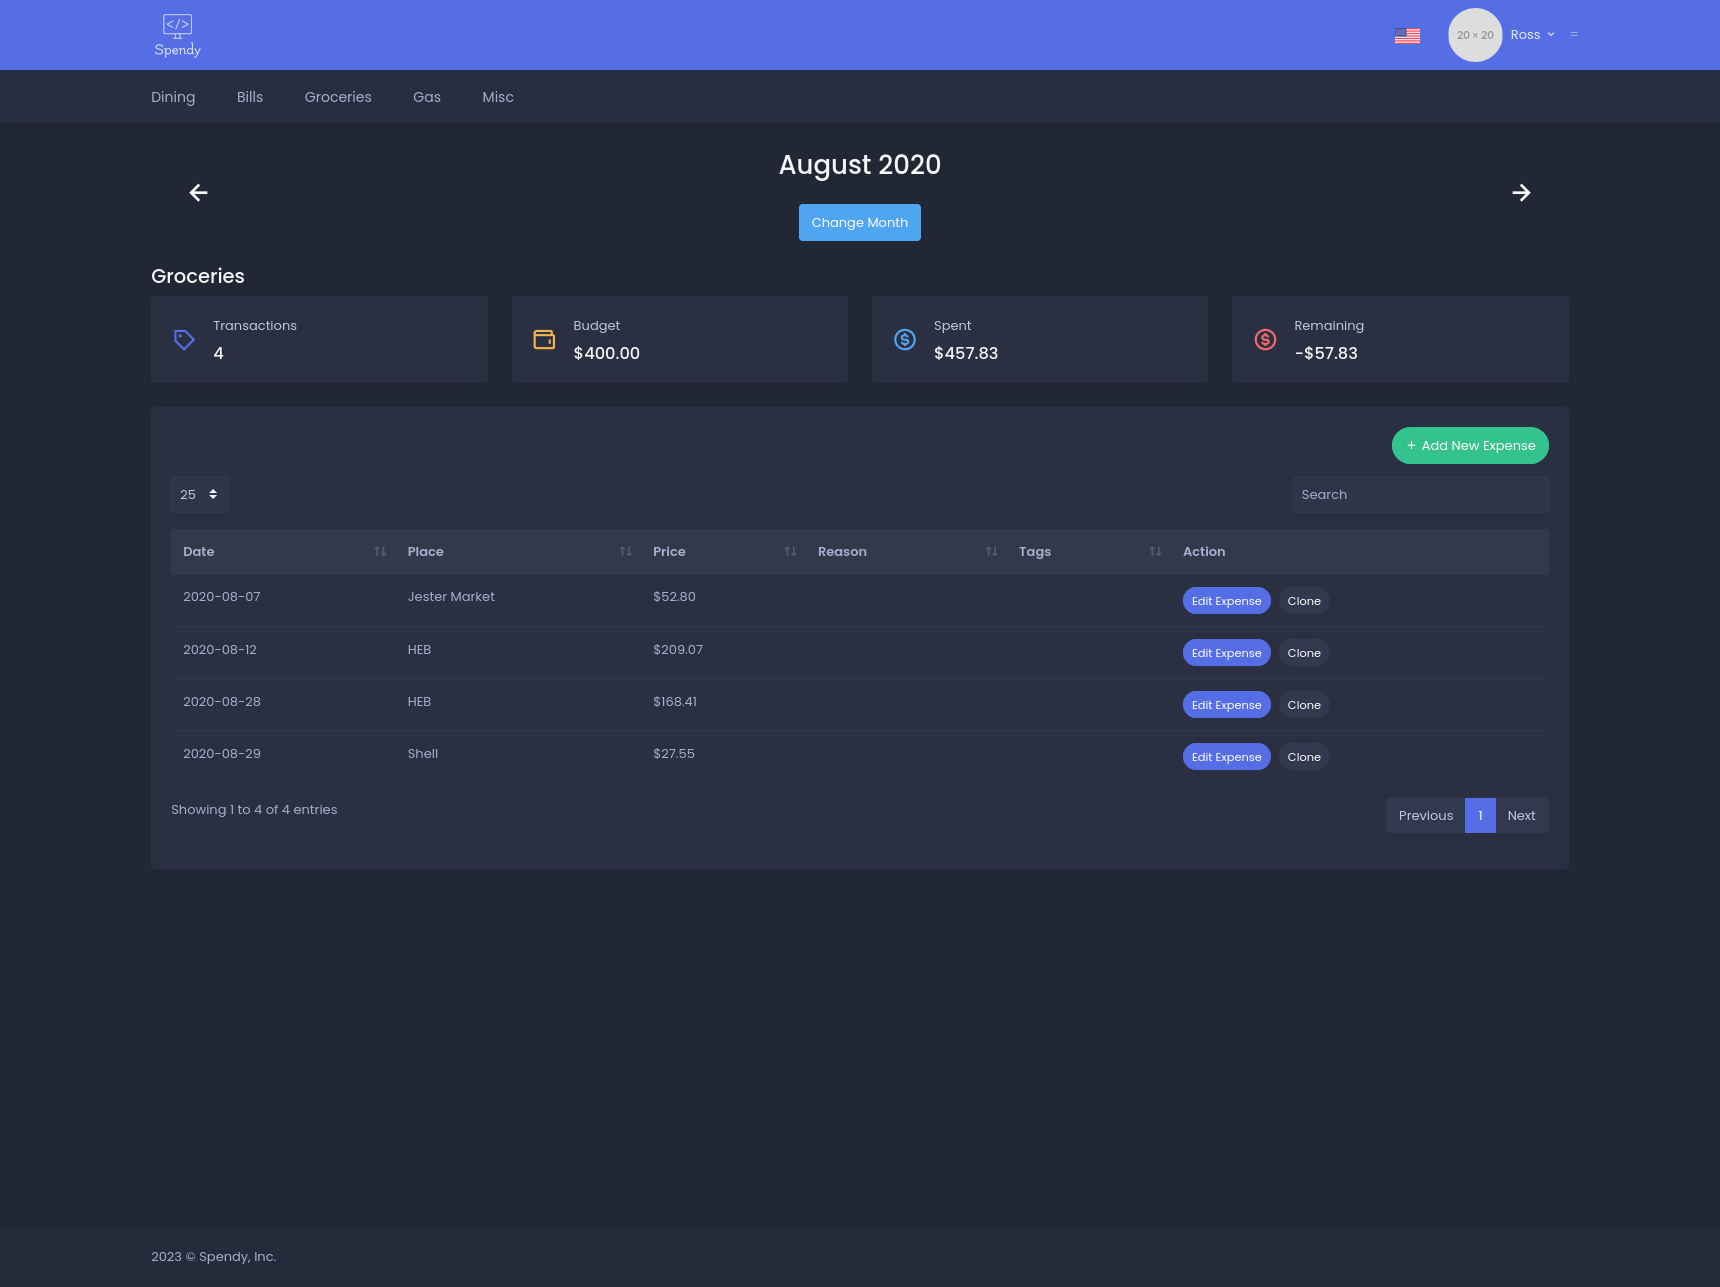 </>
Spendy
20 × 20
Ross
Dining Bills Groceries Gas Misc
August 2020
Change Month
Groceries
Transactions
4
Budget
$400.00
Spent
$457.83
Remaining
-$57.83
+ Add New Expense
25
Search
Date Place Price Reason Tags Action
2020-08-07 Jester Market $52.80 Edit Expense Clone
2020-08-12 HEB $209.07 Edit Expense Clone
2020-08-28 HEB $168.41 Edit Expense Clone
2020-08-29 Shell $27.55 Edit Expense Clone
Showing 1 to 4 of 4 entries
Previous 1 Next
2023 © Spendy, Inc.